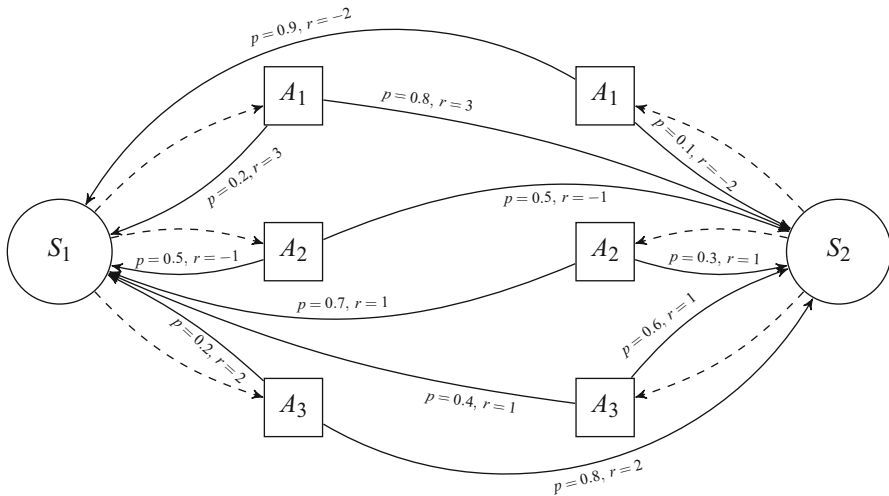 p=0.9, r=−2
A1
A1
p=0.8, r=3
p=0.1, r=−2
p=0.2, r=3
p=0.5, r=−1
S1
A2
A2
S2
p=0.5, r=−1
p=0.3, r=1
p=0.7, r=1
p=0.6, r=1
p=0.2, r=2
p=0.4, r=1
A3
A3
p=0.8, r=2